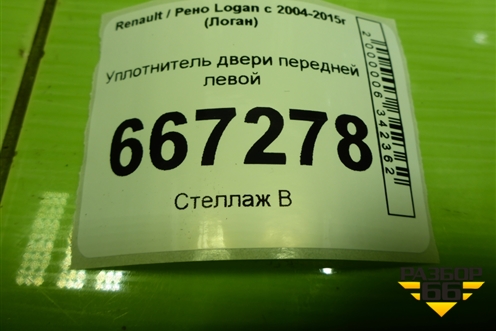 Renault / Рено Logan с 2004-2015г
(Логан)
Уплотнитель двери передней
левой
667278
Стеллаж В
2000006342362
РАЗБОР
66